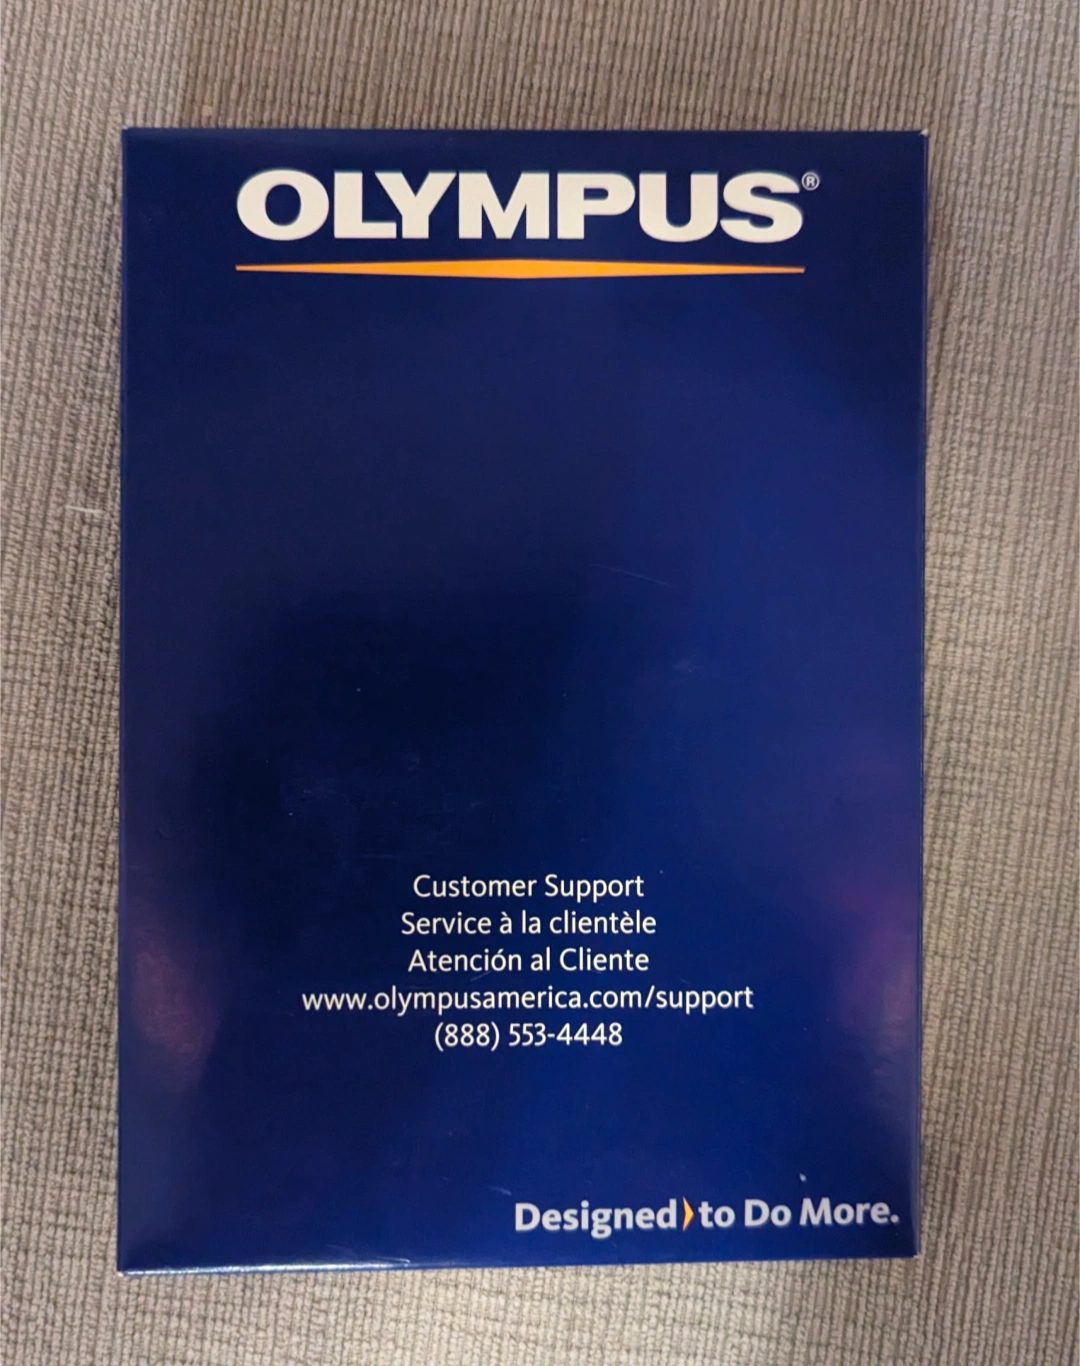 OLYMPUS®
Customer Support
Service à la clientèle
Atención al Cliente
www.olympusamerica.com/support
(888) 553-4448
Designed to Do More.